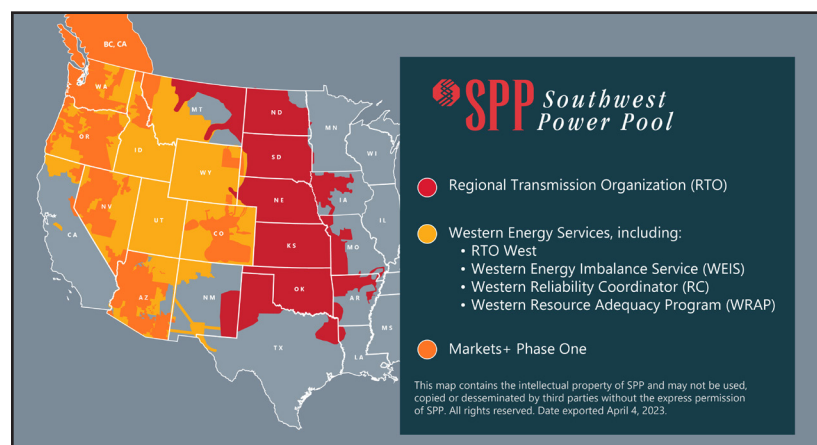 BC, CA
WA
MT
ND
MN
OR
ID
WI
SD
WY
IA
NE
NV
UT
IL
CA
CO
KS
MO
OK
AZ
NM
AR
MS
TX
LA
SPP Southwest
Power Pool
Regional Transmission Organization (RTO)
Western Energy Services, including:
• RTO West
• Western Energy Imbalance Service (WEIS)
• Western Reliability Coordinator (RC)
• Western Resource Adequacy Program (WRAP)
Markets+ Phase One
This map contains the intellectual property of SPP and may not be used,
copied or desseminated by third parties without the express permission
of SPP. All rights reserved. Date exported April 4, 2023.